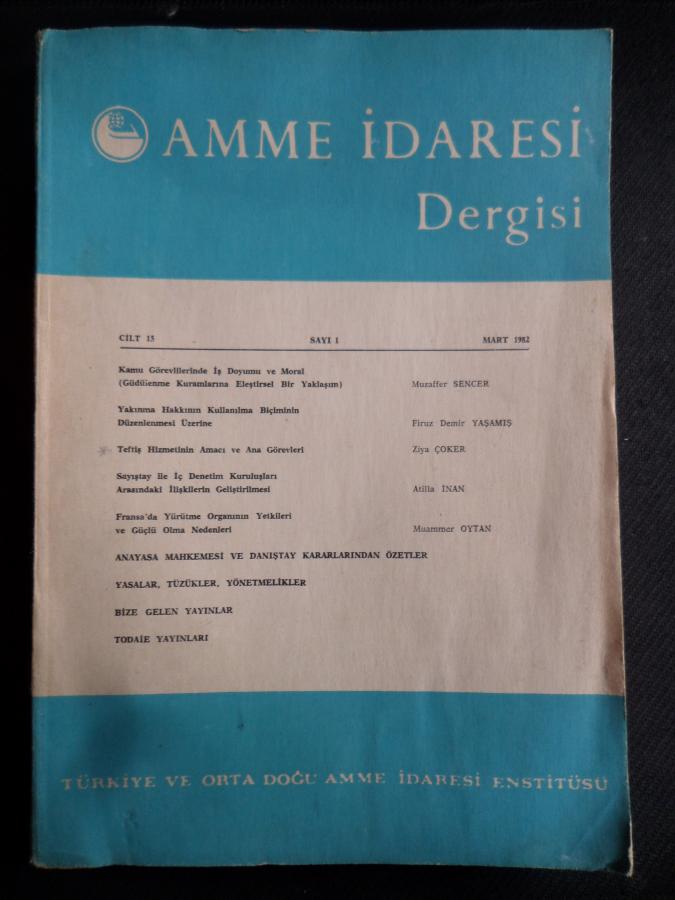 AMME İDARESİ
Dergisi
CİLT 15 SAYI 1 MART 1982
Kamu Görevlilerinde İş Doyumu ve Moral
(Güdülenme Kuramlarına Eleştirsel Bir Yaklaşım) Muzaffer SENCER
Yakınma Hakkının Kullanılma Biçiminin
Düzenlenmesi Üzerine Firuz Demir YAŞAMIŞ
Teftiş Hizmetinin Amacı ve Ana Görevleri Ziya ÇOKER
Sayıştay ile İç Denetim Kuruluşları
Arasındaki İlişkilerin Geliştirilmesi Atilla İNAN
Fransa'da Yürütme Organının Yetkileri
ve Güçlü Olma Nedenleri Muammer OYTAN
ANAYASA MAHKEMESİ VE DANIŞTAY KARARLARINDAN ÖZETLER
YASALAR, TÜZÜKLER, YÖNETMELİKLER
BİZE GELEN YAYINLAR
TODAİE YAYINLARI
TÜRKİYE VE ORTA DOĞU AMME İDARESİ ENSTİTÜSÜ